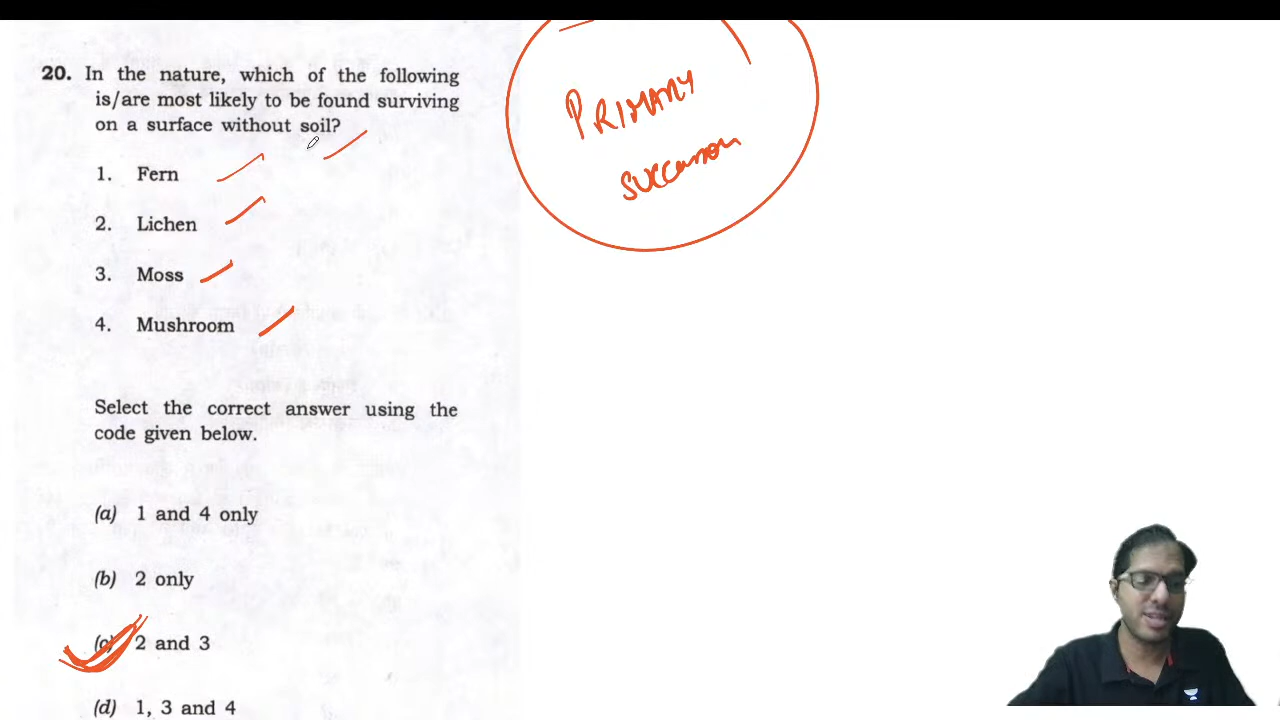 20. In the nature, which of the following
is/are most likely to be found surviving
on a surface without soil?
1. Fern
2. Lichen
3. Moss
4. Mushroom
Select the correct answer using the
code given below.
(a) 1 and 4 only
(b) 2 only
(c) 2 and 3
(d) 1, 3 and 4
PRIMARY
succession